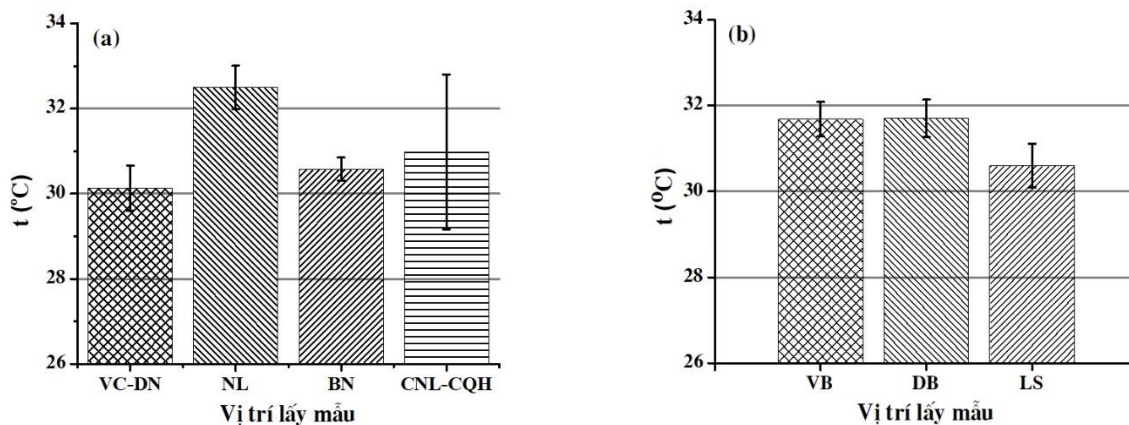 (a)
t (°C)
34
32
30
28
26
VC-DN NL BN CNL-CQH
Vị trí lấy mẫu
(b)
t (°C)
34
32
30
28
26
VB DB LS
Vị trí lấy mẫu